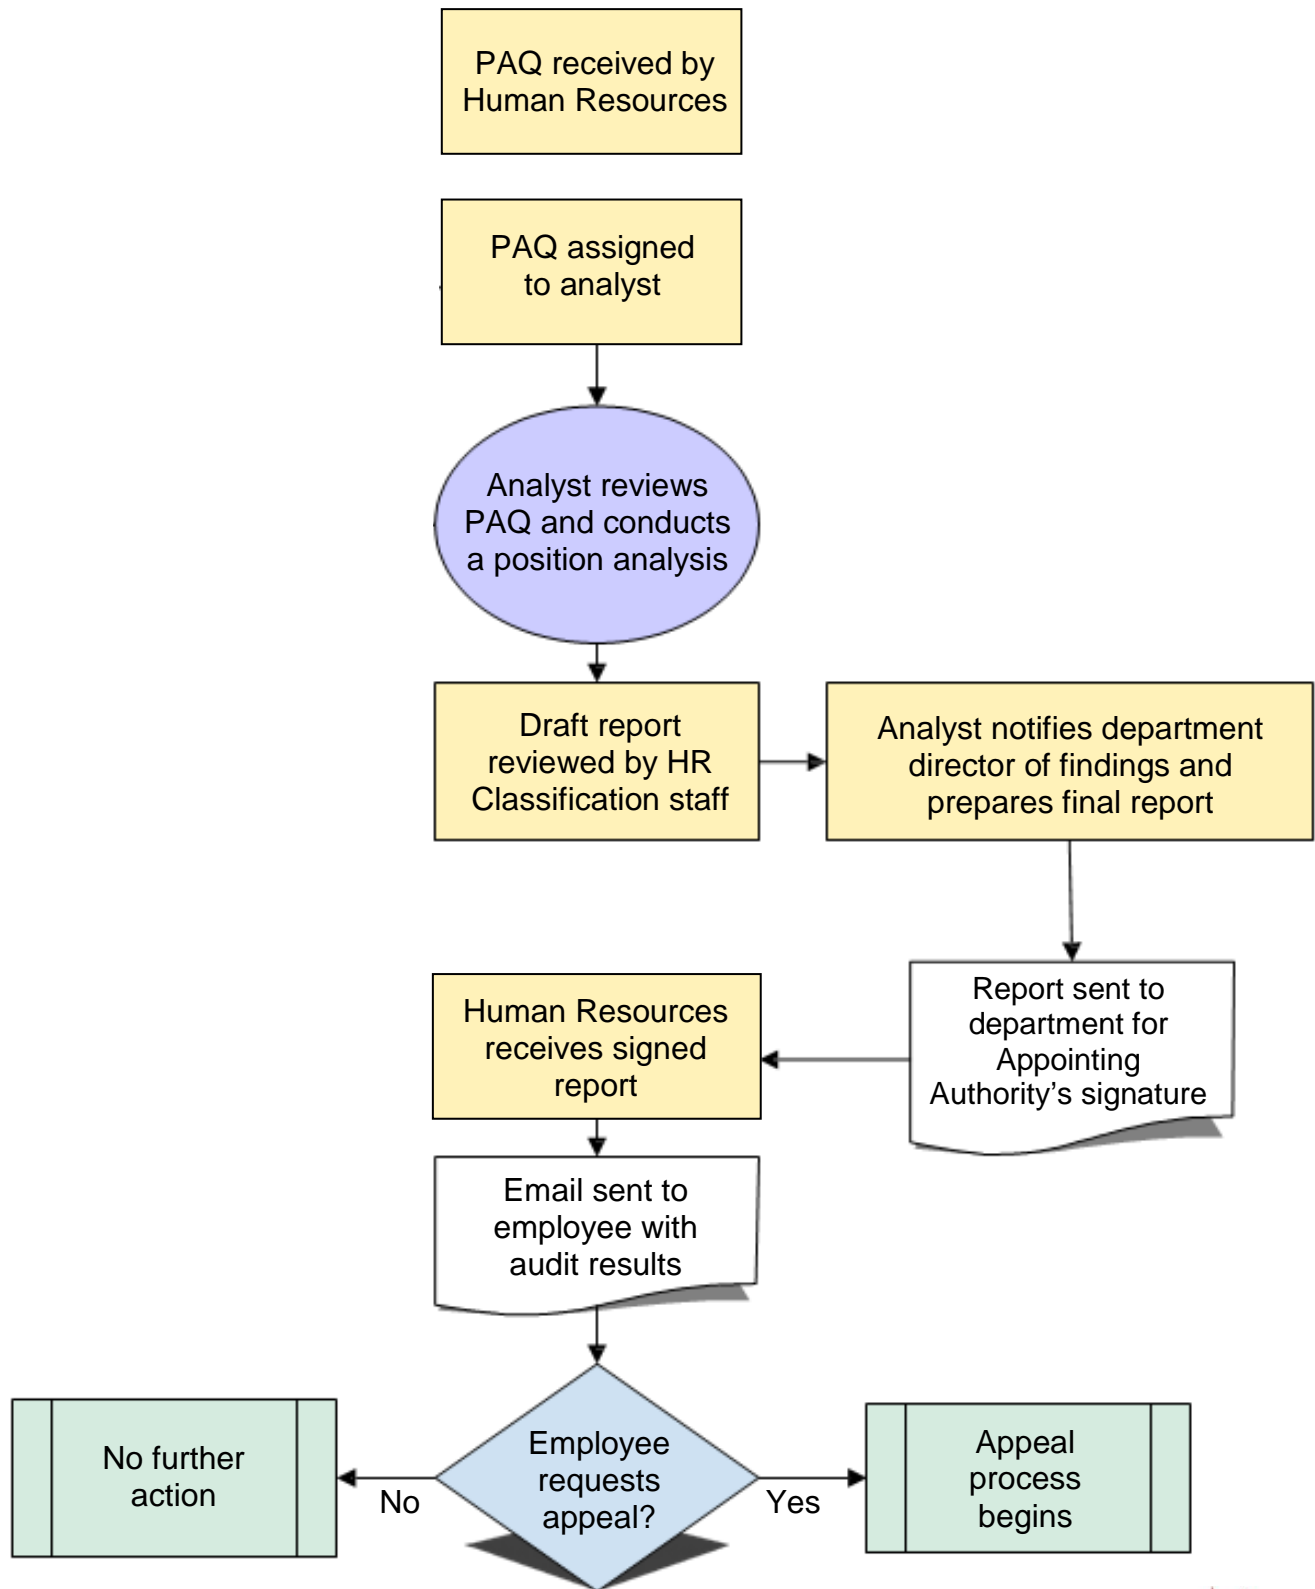 PAQ received by
Human Resources
PAQ assigned
to analyst
Analyst reviews
PAQ and conducts
a position analysis
Draft report
reviewed by HR
Classification staff
Analyst notifies department
director of findings and
prepares final report
Report sent to
department for
Appointing
Authority’s signature
Human Resources
receives signed
report
Email sent to
employee with
audit results
Employee
requests
appeal?
No
Yes
No further
action
Appeal
process
begins